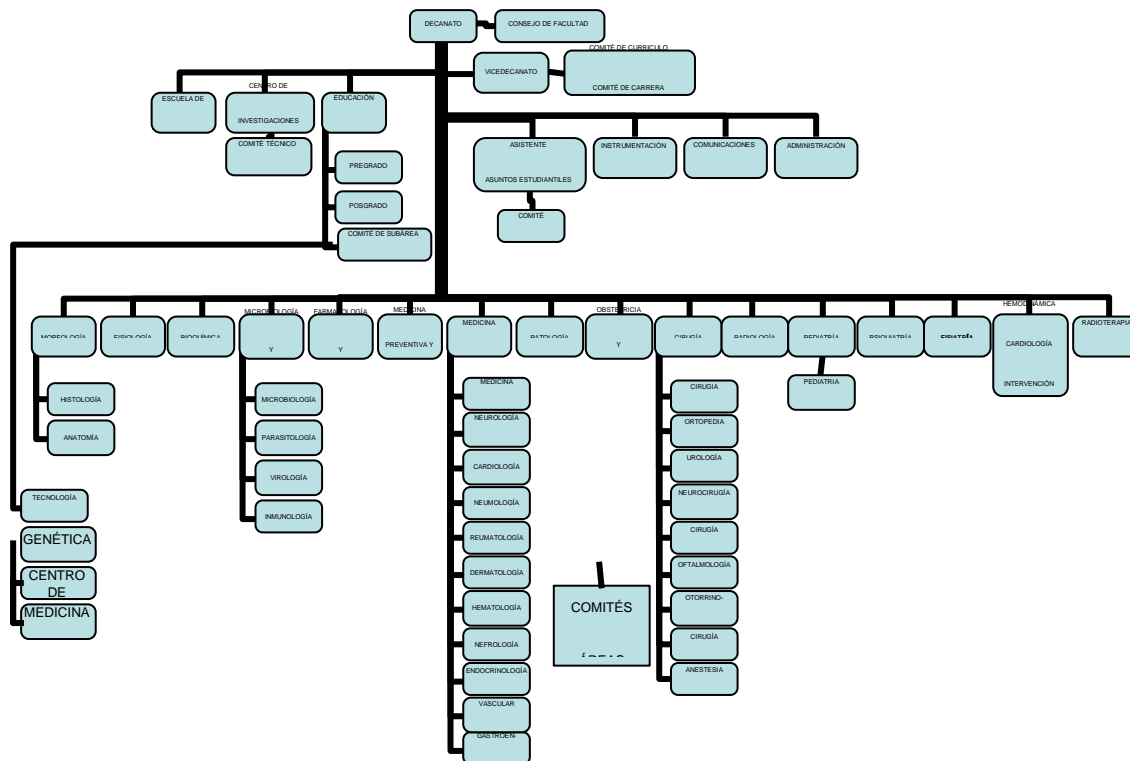 DECANATO
CONSEJO DE FACULTAD
VICEDECANATO
COMITÉ DE CURRICULO
COMITÉ DE CARRERA
ESCUELA DE
CENTRO DE
INVESTIGACIONES
COMITÉ TÉCNICO
EDUCACIÓN
PREGRADO
POSGRADO
COMITÉ DE SUBÁREA
ASISTENTE
ASUNTOS ESTUDIANTILES
COMITÉ
INSTRUMENTACIÓN
COMUNICACIONES
ADMINISTRACIÓN
MORFOLOGÍA
FISIOLOGÍA
BIOQUÍMICA
MICROBIOLOGÍA
Y
FARMACOLOGÍA
Y
MEDICINA
PREVENTIVA Y
MEDICINA
PATOLOGÍA
OBSTETRICIA
Y
CIRUGÍA
RADIOLOGÍA
PEDIATRÍA
PSIQUIATRÍA
FISIATRÍA
HEMODINÁMICA
CARDIOLOGÍA
INTERVENCIÓN
RADIOTERAPIA
HISTOLOGÍA
ANATOMÍA
MICROBIOLOGÍA
PARASITOLOGÍA
VIROLOGÍA
INMUNOLOGÍA
MEDICINA
NEUROLOGÍA
CARDIOLOGÍA
NEUMOLOGÍA
REUMATOLOGÍA
DERMATOLOGÍA
HEMATOLOGÍA
NEFROLOGÍA
ENDOCRINOLOGÍA
VASCULAR
GASTROEN-
CIRUGIA
ORTOPEDIA
UROLOGÍA
NEUROCIRUGÍA
CIRUGÍA
OFTALMOLOGÍA
OTORRINO-
CIRUGÍA
ANESTESIA
PEDIATRIA
TECNOLOGÍA
GENÉTICA
CENTRO
DE
MEDICINA
COMITÉS